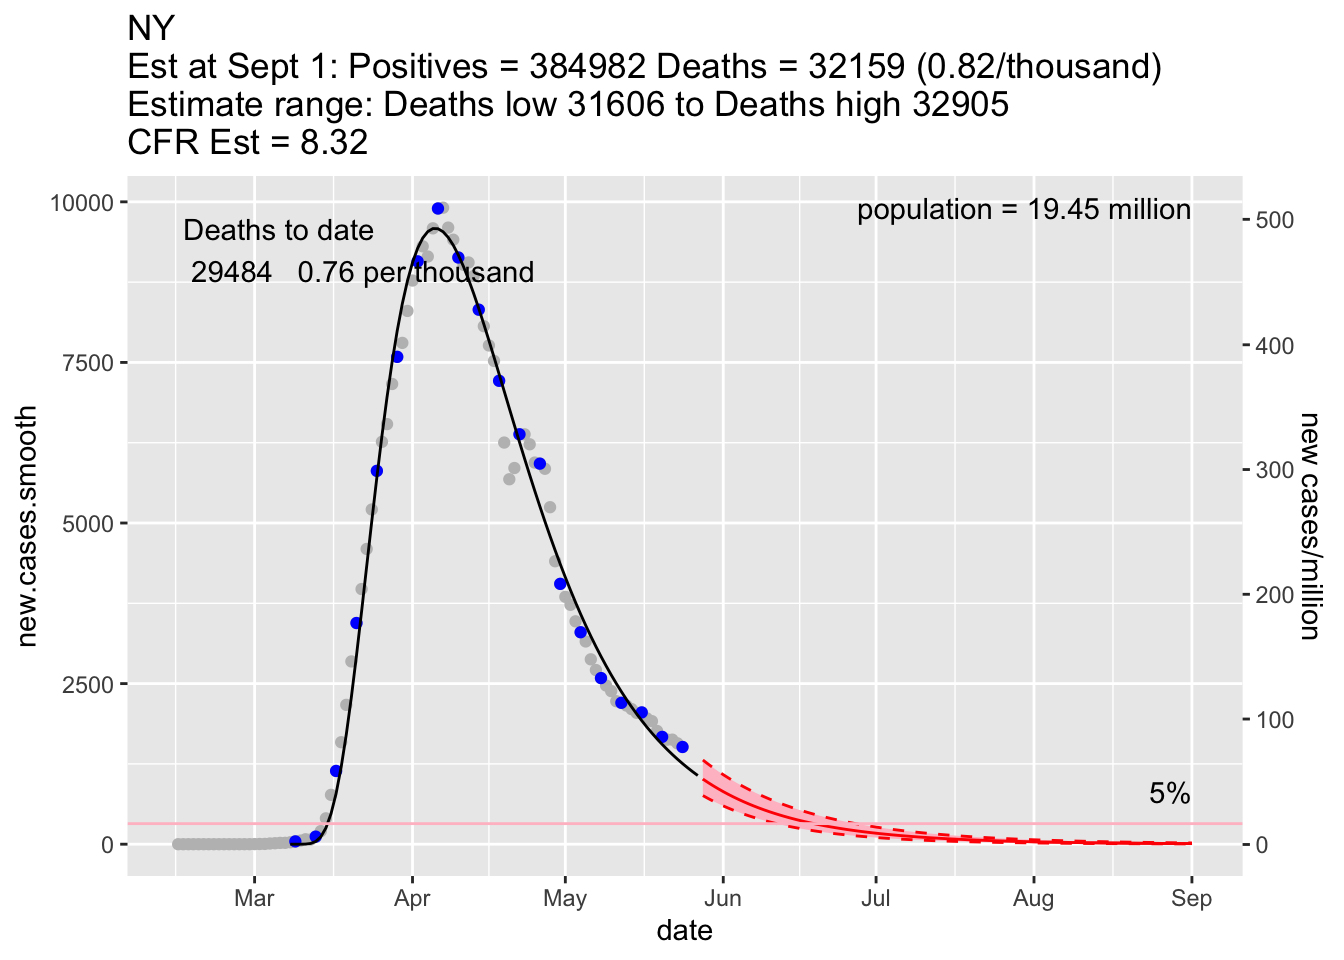 NY
Est at Sept 1: Positives = 384982 Deaths = 32159 (0.82/thousand)
Estimate range: Deaths low 31606 to Deaths high 32905
CFR Est = 8.32
Deaths to date
29484 0.76 per thousand
population = 19.45 million
5%
new.cases.smooth
10000
7500
5000
2500
0
new cases/million
500
400
300
200
100
0
Mar Apr May Jun Jul Aug Sep
date